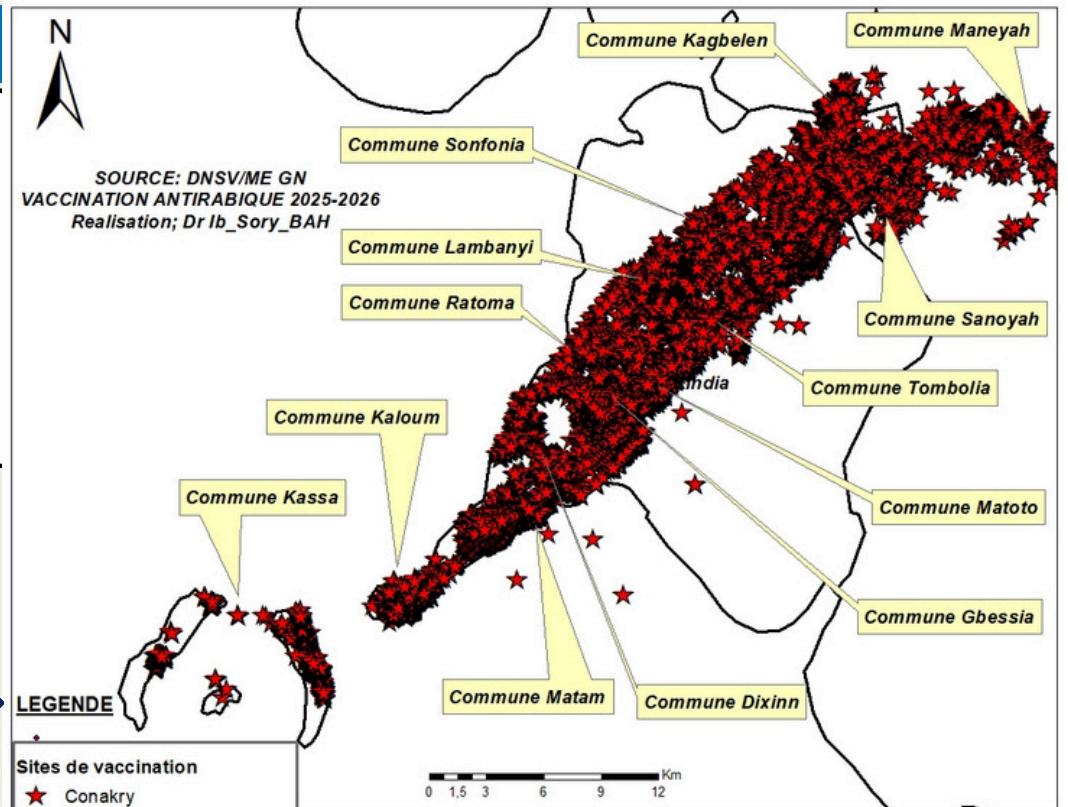 N
Commune Kagbelen
Commune Maneyah
Commune Sonfonia
SOURCE: DNSV/ME GN
VACCINATION ANTIRABIQUE 2025-2026
Realisation; Dr Ib_Sory_BAH
Commune Lambanyi
Commune Ratoma
Commune Sanoyah
Commune Tombolia
Commune Kaloum
Commune Kassa
Commune Matoto
Commune Gbessia
Commune Matam
Commune Dixinn
LEGENDE
Sites de vaccination
Conakry
Km
0 1,5 3 6 9 12